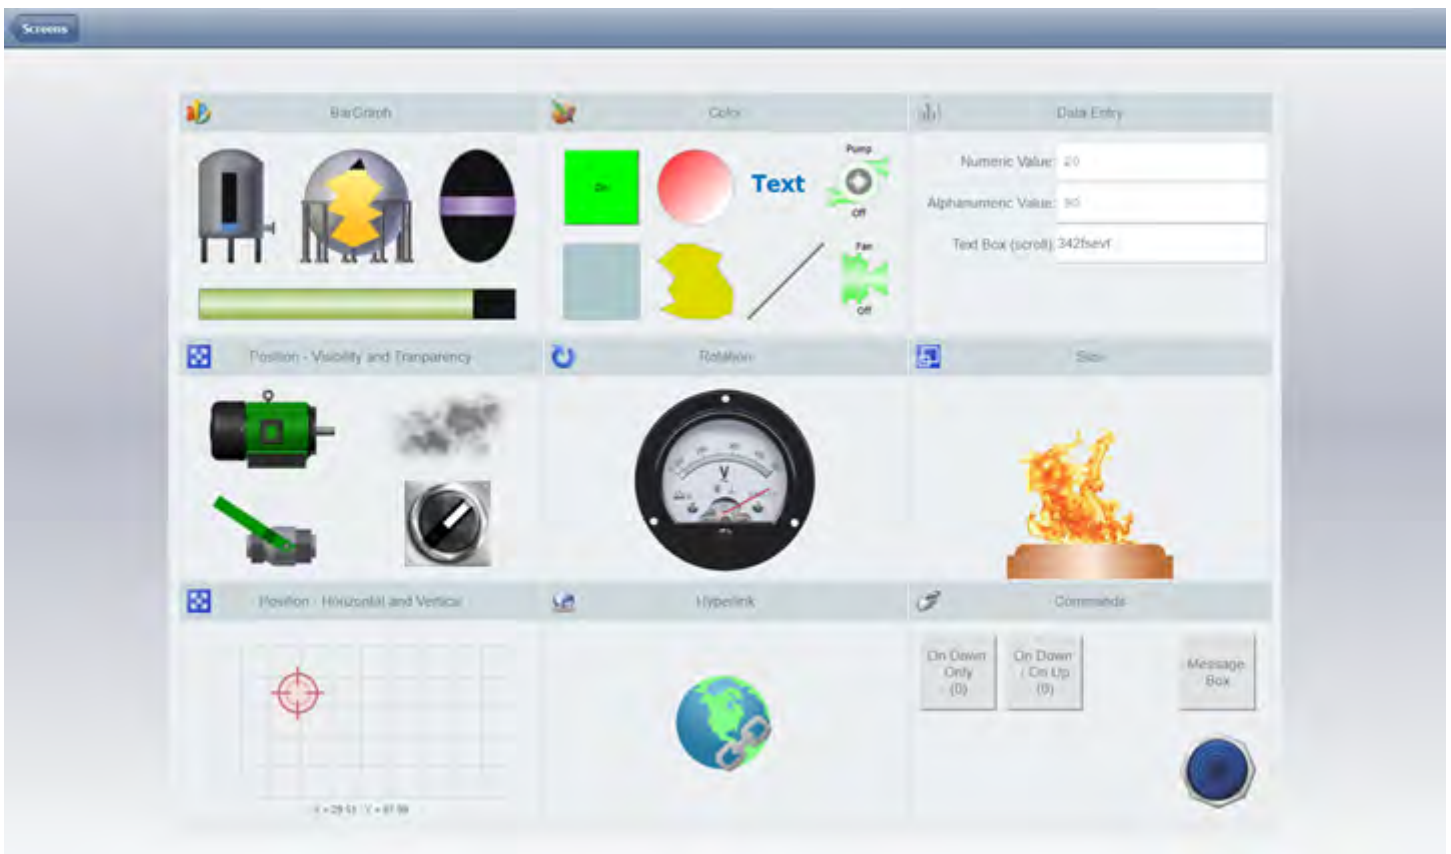 Screens
BarGraph
Color
Data Entry
On
Text
Pump
Off
Fan
Off
Numeric Value: 20
Alphanumeric Value: 90
Text Box (scroll): 342fsevf
Position - Visibility and Tranparency
Rotation
Size
V
Position - Horizontal and Vertical
Hyperlink
Commands
On Down
Only
(0)
On Down
/ On Up
(0)
Message
Box